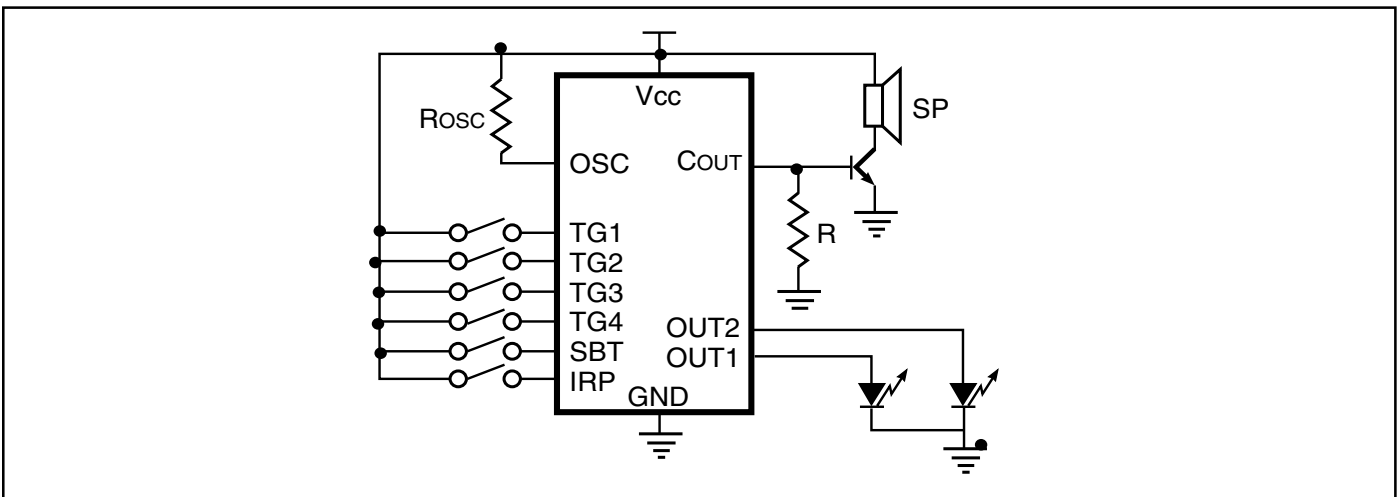 Vcc
SP
ROSC
OSC
COUT
TG1
TG2
TG3
TG4
SBT
IRP
R
OUT2
OUT1
GND